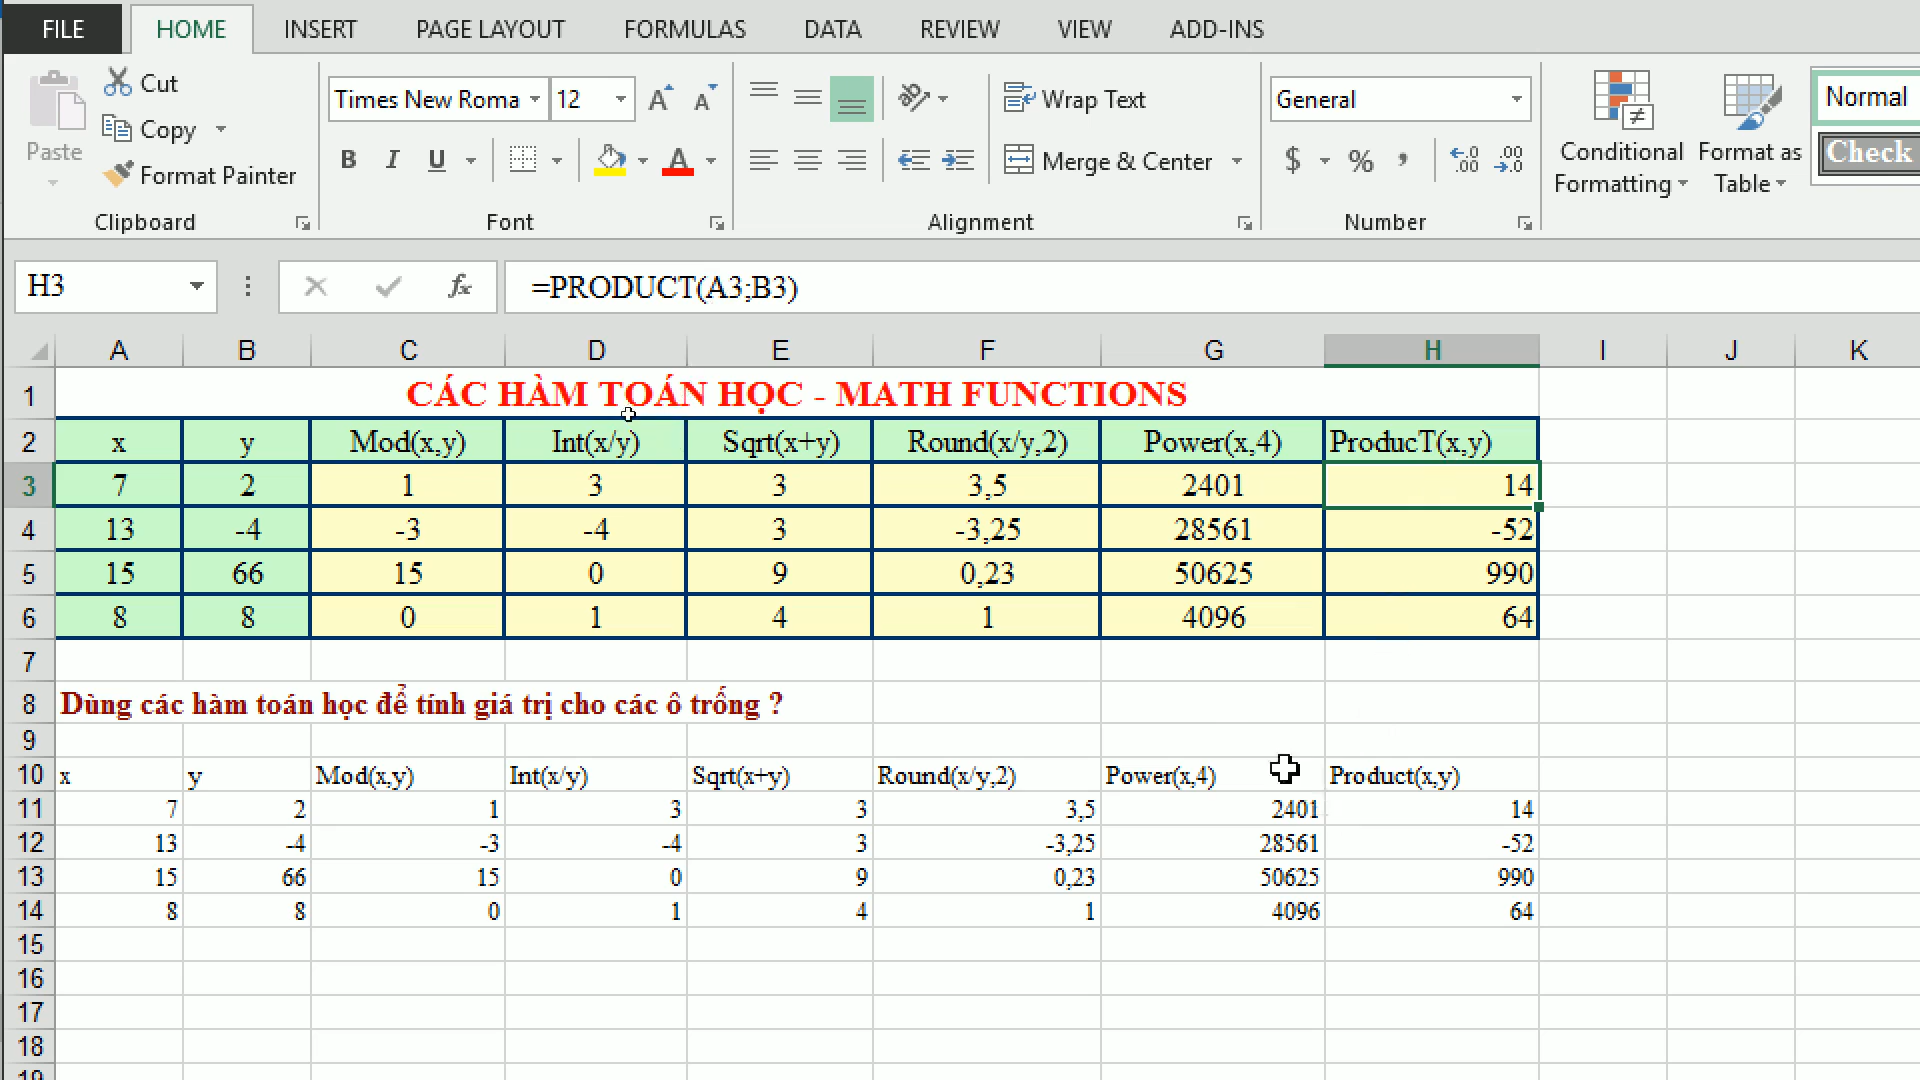 FILE HOME INSERT PAGE LAYOUT FORMULAS DATA REVIEW VIEW ADD-INS
Paste
Cut
Copy
Format Painter
Clipboard
Times New Roma 12
B I U
Font
Wrap Text
Merge & Center
Alignment
General
$ % ,
Number
Conditional
Formatting
Format as
Table
Normal
Check
H3 fx =PRODUCT(A3;B3)
A B C D E F G H I J K
1 CÁC HÀM TOÁN HỌC - MATH FUNCTIONS
2 x y Mod(x,y) Int(x/y) Sqrt(x+y) Round(x/y,2) Power(x,4) ProducT(x,y)
3 7 2 1 3 3 3,5 2401 14
4 13 -4 -3 -4 3 -3,25 28561 -52
5 15 66 15 0 9 0,23 50625 990
6 8 8 0 1 4 1 4096 64
7
8 Dùng các hàm toán học để tính giá trị cho các ô trống ?
9
10 x y Mod(x,y) Int(x/y) Sqrt(x+y) Round(x/y,2) Power(x,4) Product(x,y)
11 7 2 1 3 3 3,5 2401 14
12 13 -4 -3 -4 3 -3,25 28561 -52
13 15 66 15 0 9 0,23 50625 990
14 8 8 0 1 4 1 4096 64
15
16
17
18
19